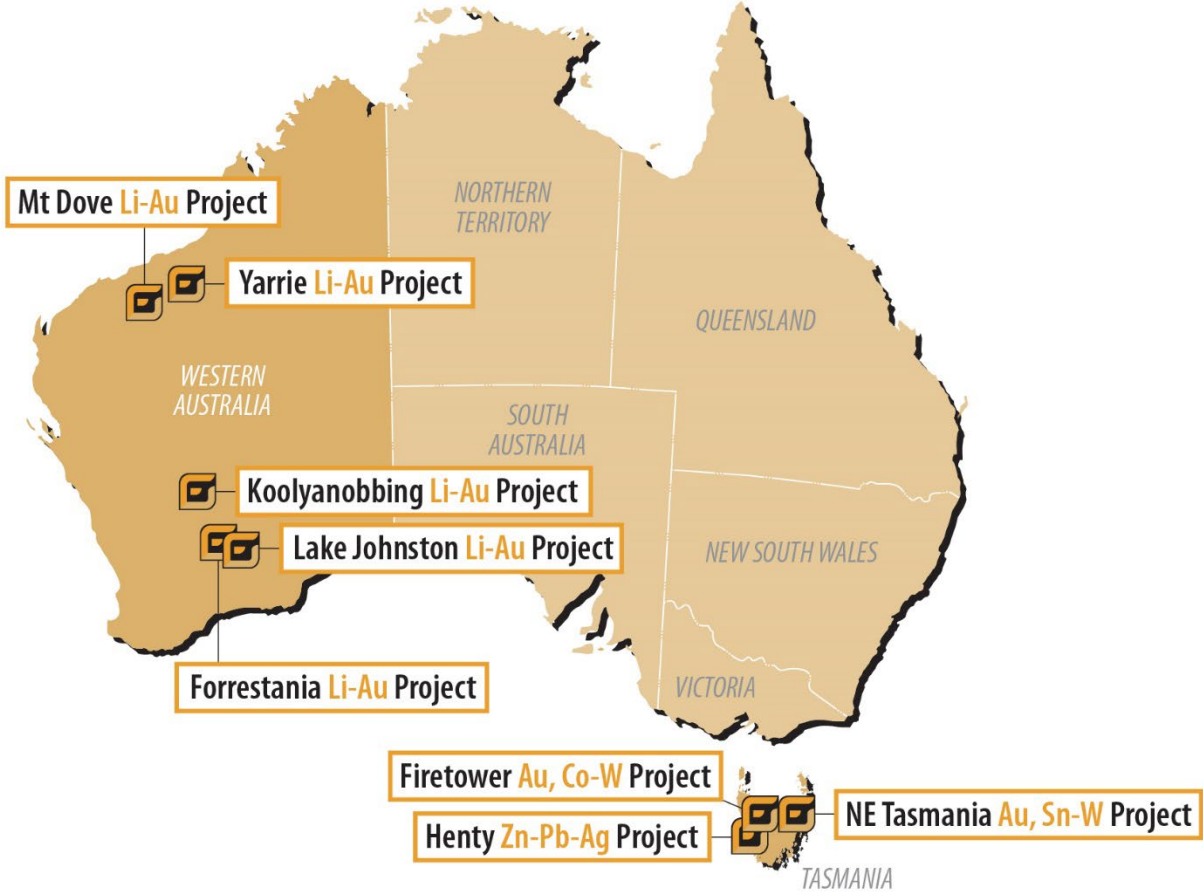 NORTHERN
TERRITORY
Mt Dove Li-Au Project
Yarrie Li-Au Project
QUEENSLAND
WESTERN
AUSTRALIA
SOUTH
AUSTRALIA
Koolyanobbing Li-Au Project
Lake Johnston Li-Au Project
NEW SOUTH WALES
Forrestania Li-Au Project
VICTORIA
Firetower Au, Co-W Project
NE Tasmania Au, Sn-W Project
Henty Zn-Pb-Ag Project
TASMANIA